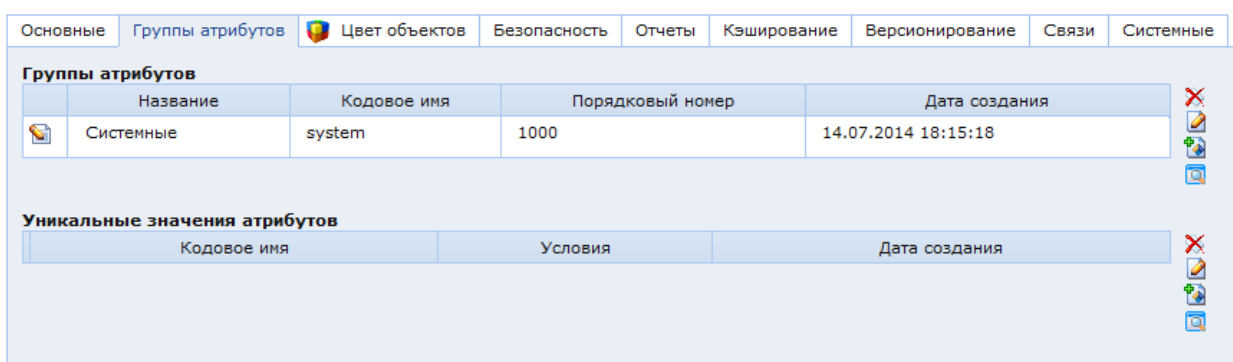 Основные Группы атрибутов Цвет объектов Безопасность Отчеты Кэширование Версионирование Связи Системные
Группы атрибутов
Название Кодовое имя Порядковый номер Дата создания
Системные system 1000 14.07.2014 18:15:18
Уникальные значения атрибутов
Кодовое имя Условия Дата создания